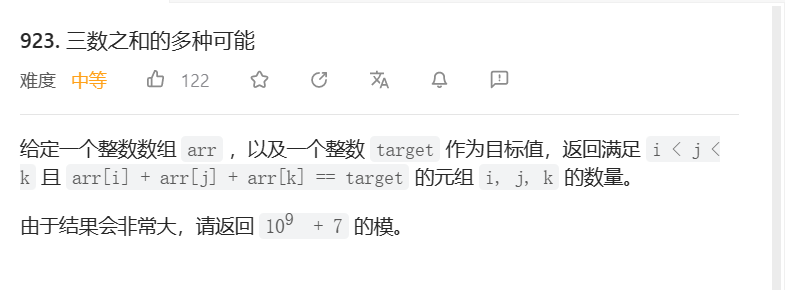 923. 三数之和的多种可能
难度 中等 122
给定一个整数数组 arr ，以及一个整数 target 作为目标值，返回满足 i < j <
k 且 arr[i] + arr[j] + arr[k] == target 的元组 i, j, k 的数量。
由于结果会非常大，请返回 10⁹ + 7 的模。